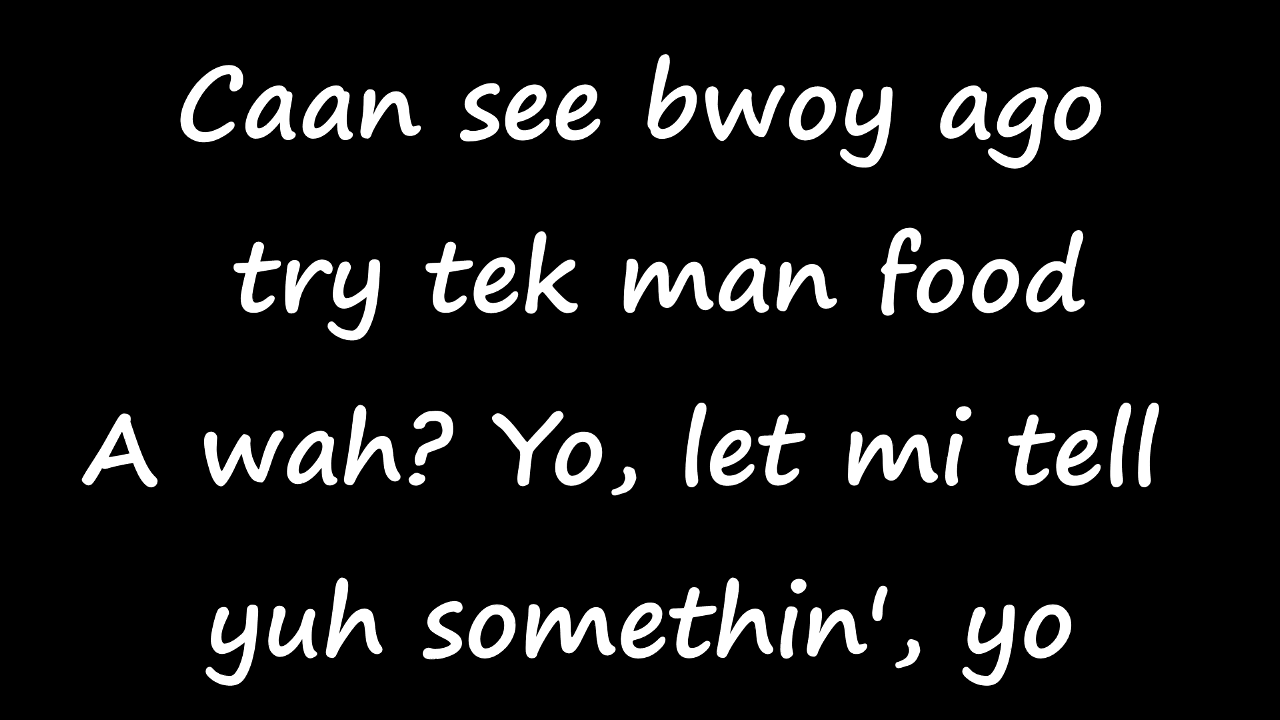 Caan see bwoy ago
try tek man food
A wah? Yo, let mi tell
yuh somethin', yo